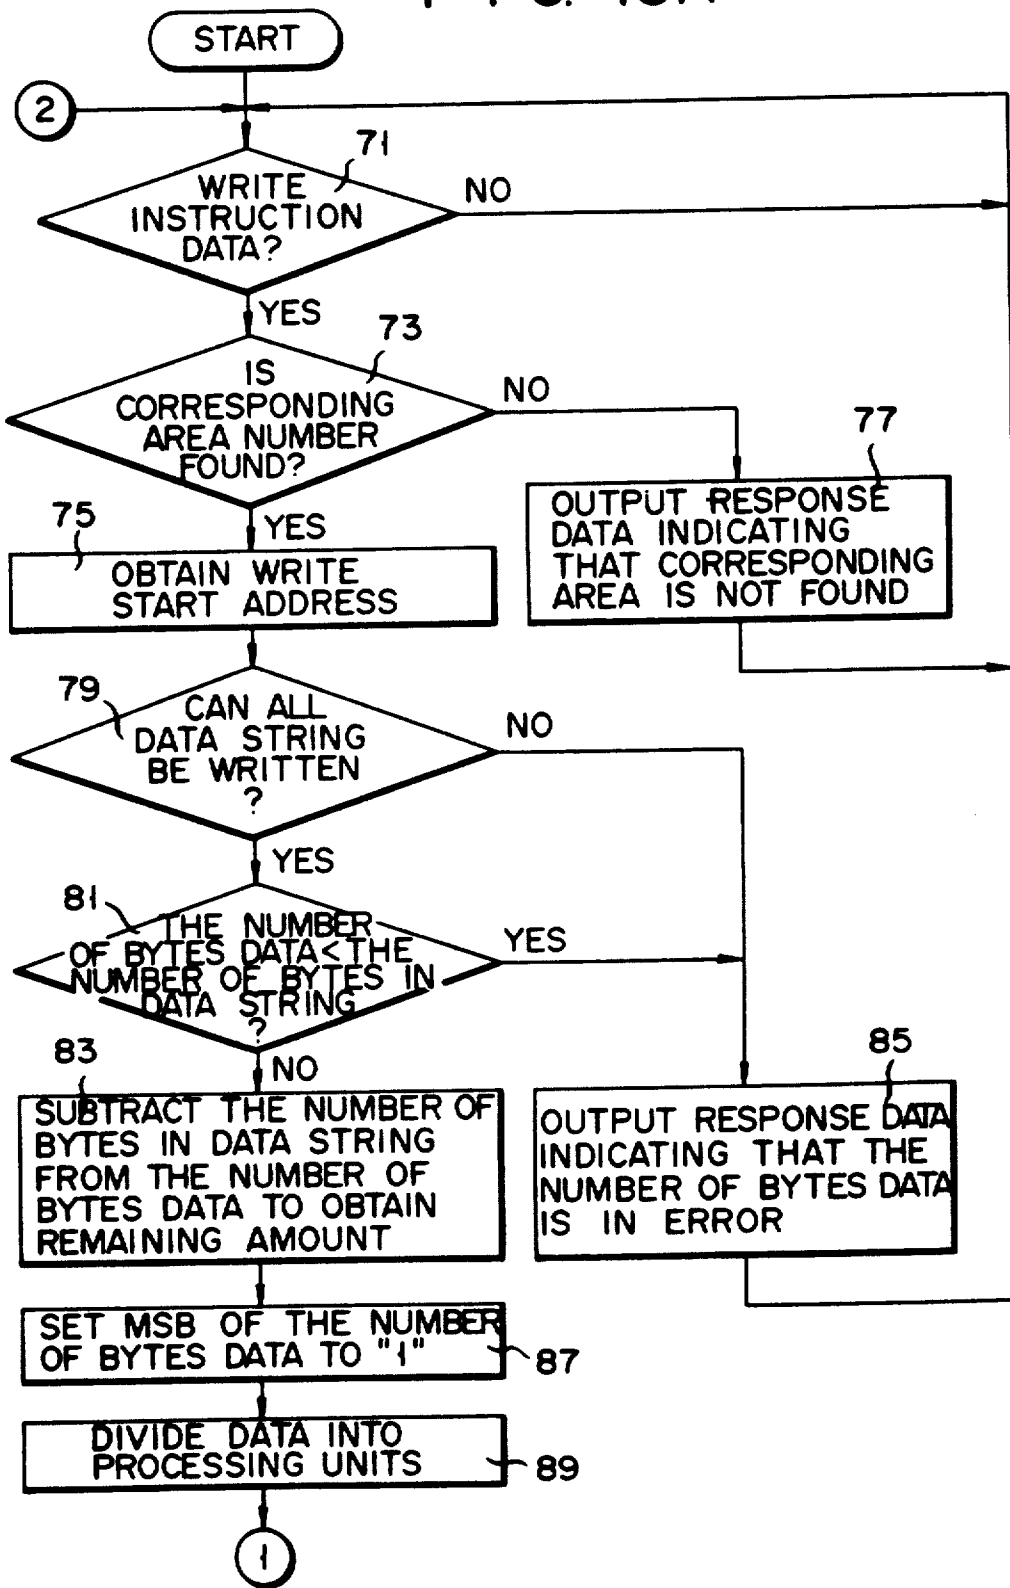 START
2
71
WRITE
INSTRUCTION
DATA?
NO
YES
73
IS
CORRESPONDING
AREA NUMBER
FOUND?
NO
YES
77
OUTPUT RESPONSE
DATA INDICATING
THAT CORRESPONDING
AREA IS NOT FOUND
75
OBTAIN WRITE
START ADDRESS
79
CAN ALL
DATA STRING
BE WRITTEN
?
NO
YES
81
THE NUMBER
OF BYTES DATA<THE
NUMBER OF BYTES IN
DATA STRING
?
YES
NO
83
SUBTRACT THE NUMBER OF
BYTES IN DATA STRING
FROM THE NUMBER OF
BYTES DATA TO OBTAIN
REMAINING AMOUNT
85
OUTPUT RESPONSE DATA
INDICATING THAT THE
NUMBER OF BYTES DATA
IS IN ERROR
SET MSB OF THE NUMBER
OF BYTES DATA TO "1"
87
DIVIDE DATA INTO
PROCESSING UNITS
89
1